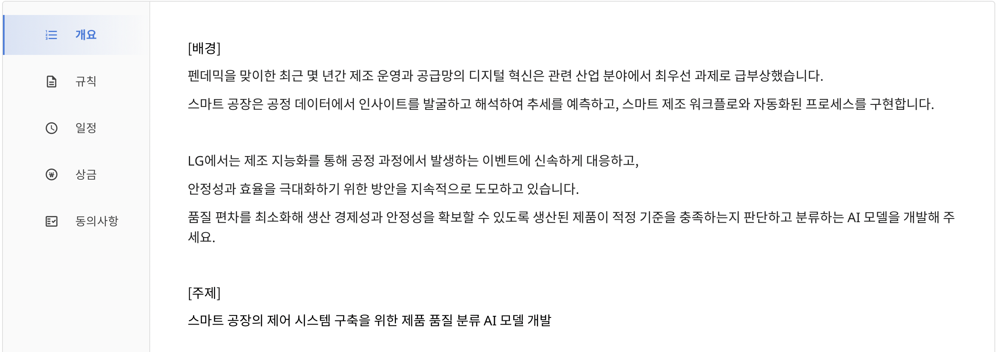 개요
규칙
일정
상금
동의사항
[배경]
펜데믹을 맞이한 최근 몇 년간 제조 운영과 공급망의 디지털 혁신은 관련 산업 분야에서 최우선 과제로 급부상했습니다.
스마트 공장은 공정 데이터에서 인사이트를 발굴하고 해석하여 추세를 예측하고, 스마트 제조 워크플로와 자동화된 프로세스를 구현합니다.
LG에서는 제조 지능화를 통해 공정 과정에서 발생하는 이벤트에 신속하게 대응하고,
안정성과 효율을 극대화하기 위한 방안을 지속적으로 도모하고 있습니다.
품질 편차를 최소화해 생산 경제성과 안정성을 확보할 수 있도록 생산된 제품이 적정 기준을 충족하는지 판단하고 분류하는 AI 모델을 개발해 주
세요.
[주제]
스마트 공장의 제어 시스템 구축을 위한 제품 품질 분류 AI 모델 개발